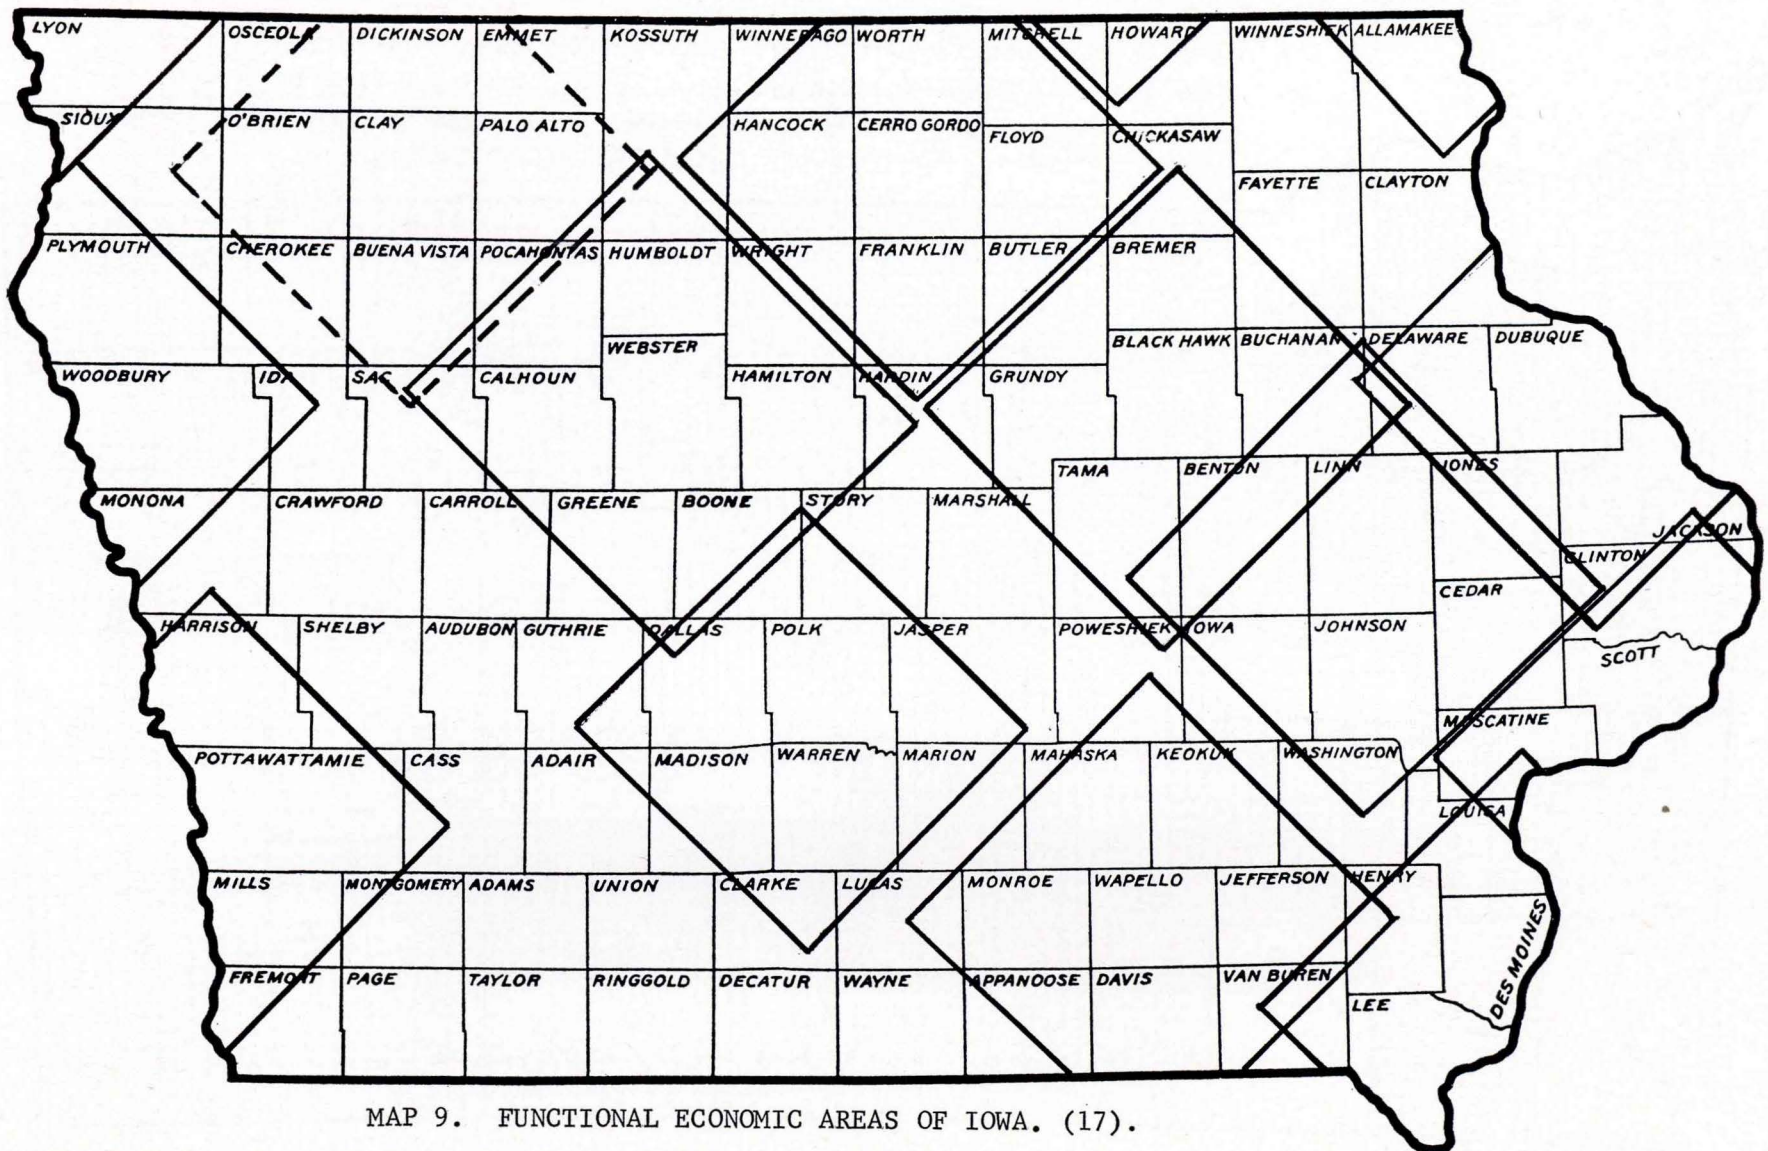 LYON OSCEOLA DICKINSON EMMET KOSSUTH WINNEBAGO WORTH MITCHELL HOWARD WINNESHIEK ALLAMAKEE
SIOUX O'BRIEN CLAY PALO ALTO HANCOCK CERRO GORDO FLOYD CHICKASAW
FAYETTE CLAYTON
PLYMOUTH CHEROKEE BUENA VISTA POCAHONTAS HUMBOLDT WRIGHT FRANKLIN BUTLER BREMER
WEBSTER BLACK HAWK BUCHANAN DELAWARE DUBUQUE
WOODBURY IDA SAC CALHOUN HAMILTON HARDIN GRUNDY
TAMA BENTON LINN JONES
MONONA CRAWFORD CARROLL GREENE BOONE STORY MARSHALL
JACKSON
CLINTON
CEDAR
HARRISON SHELBY AUDUBON GUTHRIE DALLAS POLK JASPER POWESHIEK IOWA JOHNSON
SCOTT
MUSCATINE
POTTAWATTAMIE CASS ADAIR MADISON WARREN MARION MAHASKA KEOKUK WASHINGTON
LOUISA
MILLS MONTGOMERY ADAMS UNION CLARKE LUCAS MONROE WAPELLO JEFFERSON HENRY
DES MOINES
FREMONT PAGE TAYLOR RINGGOLD DECATUR WAYNE APPANOOSE DAVIS VAN BUREN
LEE
MAP 9. FUNCTIONAL ECONOMIC AREAS OF IOWA. (17).